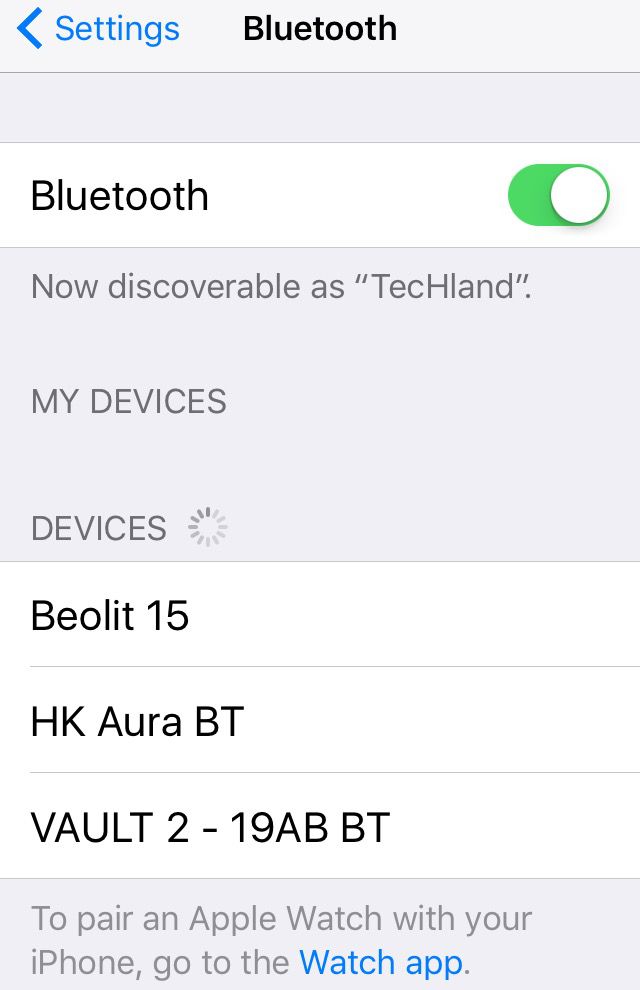 Settings
Bluetooth
Bluetooth
Now discoverable as “TecHland”.
MY DEVICES
DEVICES
Beolit 15
HK Aura BT
VAULT 2 - 19AB BT
To pair an Apple Watch with your
iPhone, go to the Watch app.